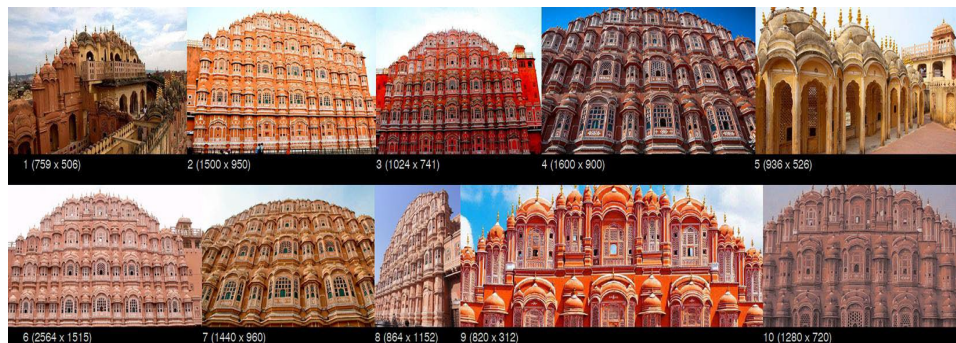 1 (759 x 506)
2 (1500 x 950)
3 (1024 x 741)
4 (1600 x 900)
5 (936 x 526)
6 (2564 x 1515)
7 (1440 x 960)
8 (864 x 1152)
9 (820 x 312)
10 (1280 x 720)